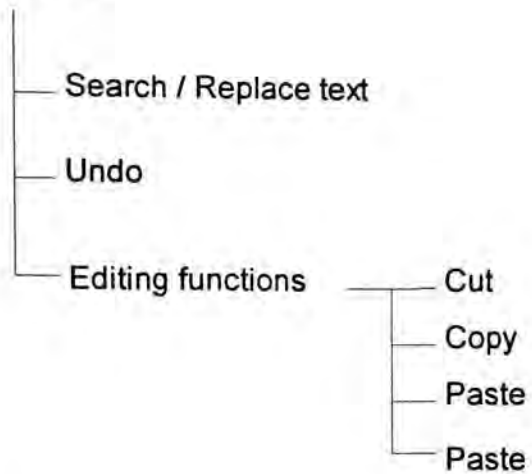 Search / Replace text
Undo
Editing functions
Cut
Copy
Paste
Paste